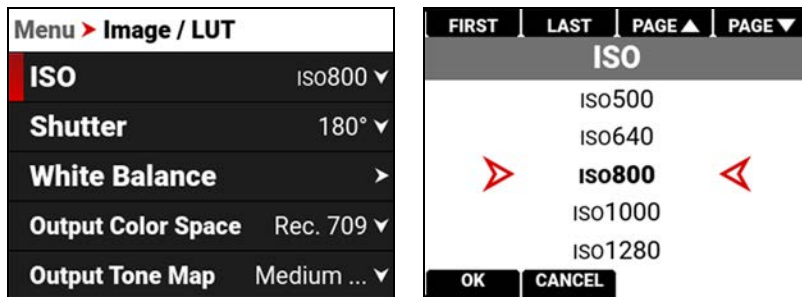 Menu > Image / LUT
ISO ISO800
Shutter 180°
White Balance >
Output Color Space Rec. 709
Output Tone Map Medium ...
FIRST LAST PAGE▲ PAGE▼
ISO
ISO500
ISO640
ISO800
ISO1000
ISO1280
OK CANCEL